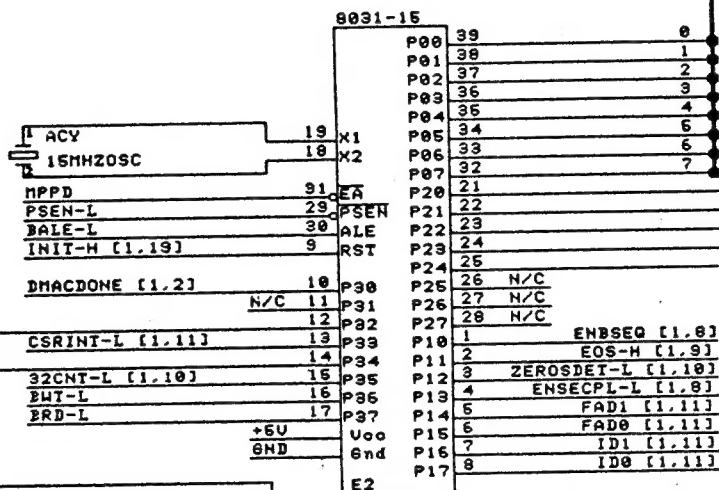 8031-15
P00 39 0
P01 38 1
P02 37 2
P03 36 3
P04 35 4
P05 34 5
P06 33 6
P07 32 7
1 ACY 19 X1
15MHZOSC 18 X2
2
MPPD 31 EA
PSEN-L 29 PSEN
BALE-L 30 ALE
INIT-H [1,19] 9 RST
P20 21
P21 22
P22 23
P23 24
P24 25
DMACDONE [1,2] 10 P30
P25 26 N/C
N/C 11 P31
P26 27 N/C
12 P32
P27 28 N/C
CSRINT-L [1,11] 13 P33
P10 1 ENBSEQ [1,8]
14 P34
P11 2 EOS-H [1,9]
32CNT-L [1,10] 15 P35
P12 3 ZEROSDET-L [1,10]
BWT-L 16 P36
P13 4 ENSECPL-L [1,8]
BRD-L 17 P37
P14 5 FAD1 [1,11]
+5V Vcc
P15 6 FAD0 [1,11]
GND Gnd
P16 7 ID1 [1,11]
P17 8 ID0 [1,11]
E2